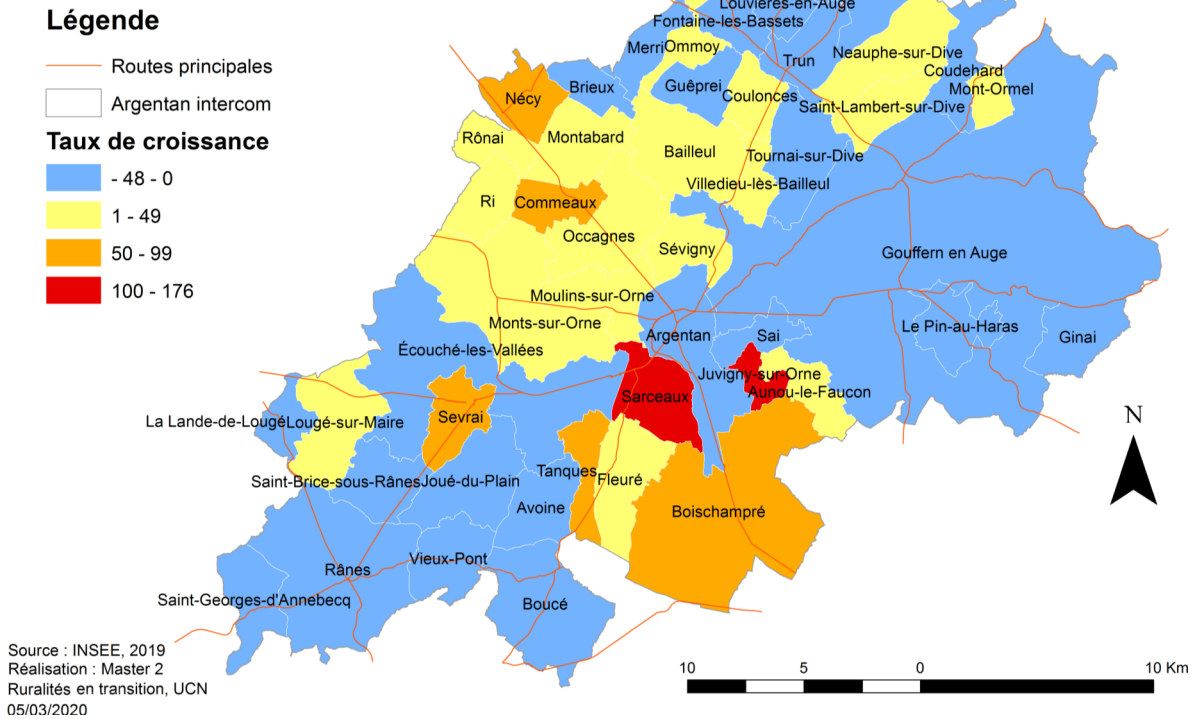 Légende
Routes principales
Argentan intercom
Taux de croissance
- 48 - 0
1 - 49
50 - 99
100 - 176
Louvières-en-Auge
Fontaine-les-Bassets
Merri
Ommoy
Trun
Neauphe-sur-Dive
Coudehard
Mont-Ormel
Nécy
Brieux
Guêprei
Coulonces
Saint-Lambert-sur-Dive
Rônai
Montabard
Bailleul
Tournai-sur-Dive
Villedieu-lès-Bailleul
Ri
Commeaux
Occagnes
Sévigny
Gouffern en Auge
Moulins-sur-Orne
Monts-sur-Orne
Argentan
Sai
Le Pin-au-Haras
Ginai
Écouché-les-Vallées
Juvigny-sur-Orne
Aunou-le-Faucon
Sarceaux
La Lande-de-Lougé
Lougé-sur-Maire
Sevrai
N
Saint-Brice-sous-Rânes
Joué-du-Plain
Tanques
Fleuré
Avoine
Boischampré
Rânes
Vieux-Pont
Saint-Georges-d'Annebecq
Boucé
Source : INSEE, 2019
Réalisation : Master 2
Ruralités en transition, UCN
05/03/2020
10 5 0 10 Km